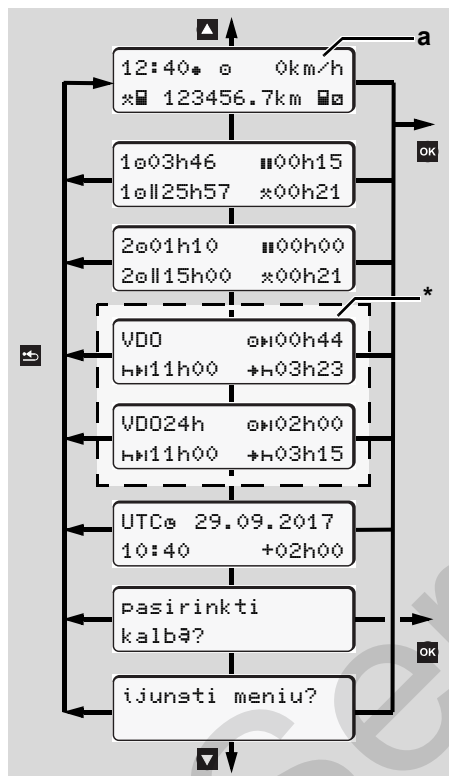 a
12:40 0km/h
123456.7km
OK
1 03h46 00h15
1 25h57 00h21
2 01h10 00h00
2 15h00 00h21
*
VDO 00h44
11h00 03h23
VDO24h 02h00
11h00 03h15
UTC 29.09.2017
10:40 +02h00
pasirinkti
kalbą?
OK
įjungti meniu?
Ser